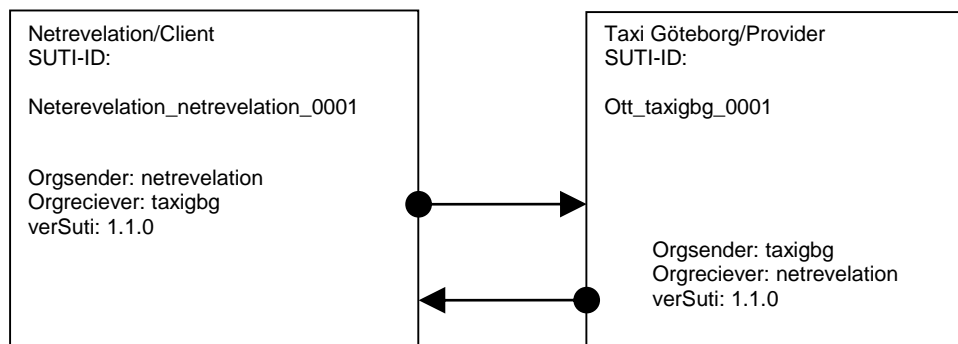 Netrevelation/Client
SUTI-ID:
Neterevelation_netrevelation_0001
Orgsender: netrevelation
Orgreciever: taxigbg
verSuti: 1.1.0
Taxi Göteborg/Provider
SUTI-ID:
Ott_taxigbg_0001
Orgsender: taxigbg
Orgreciever: netrevelation
verSuti: 1.1.0